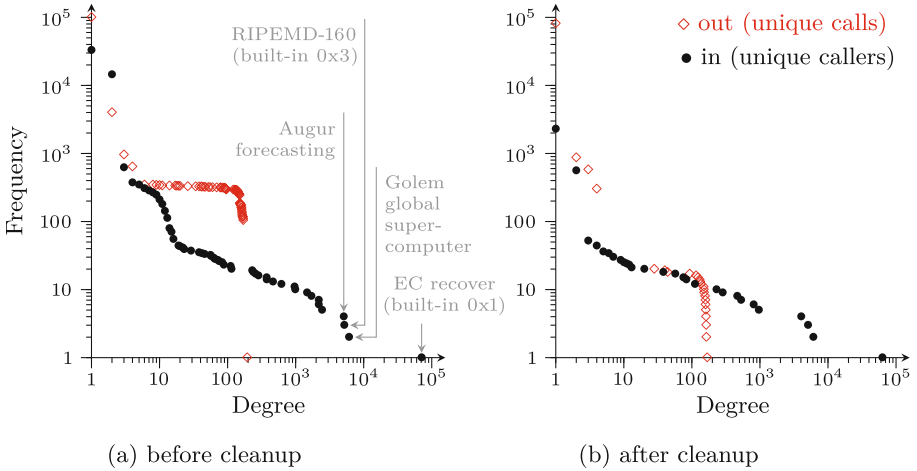 10^5
10^4
10^3
100
10
1
Frequency
RIPEMD-160
(built-in 0x3)
Augur
forecasting
Golem
global
super-
computer
EC recover
(built-in 0x1)
1
10
100
10^3
10^4
10^5
Degree
(a) before cleanup
10^5
10^4
10^3
100
10
1
out (unique calls)
in (unique callers)
1
10
100
10^3
10^4
10^5
Degree
(b) after cleanup